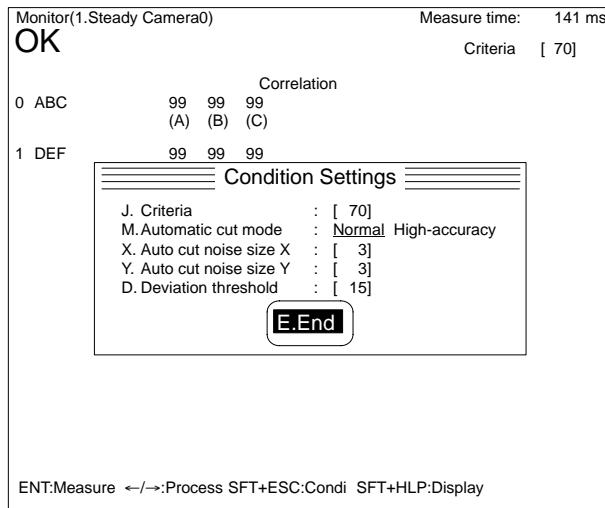 Monitor(1.Steady Camera0) Measure time: 141 ms
OK
Criteria [ 70]
Correlation
0 ABC 99 99 99
(A) (B) (C)
1 DEF 99 99 99
Condition Settings
J. Criteria : [ 70]
M.Automatic cut mode : Normal High-accuracy
X. Auto cut noise size X : [ 3]
Y. Auto cut noise size Y : [ 3]
D. Deviation threshold : [ 15]
E.End
ENT:Measure ←/→:Process SFT+ESC:Condi SFT+HLP:Display